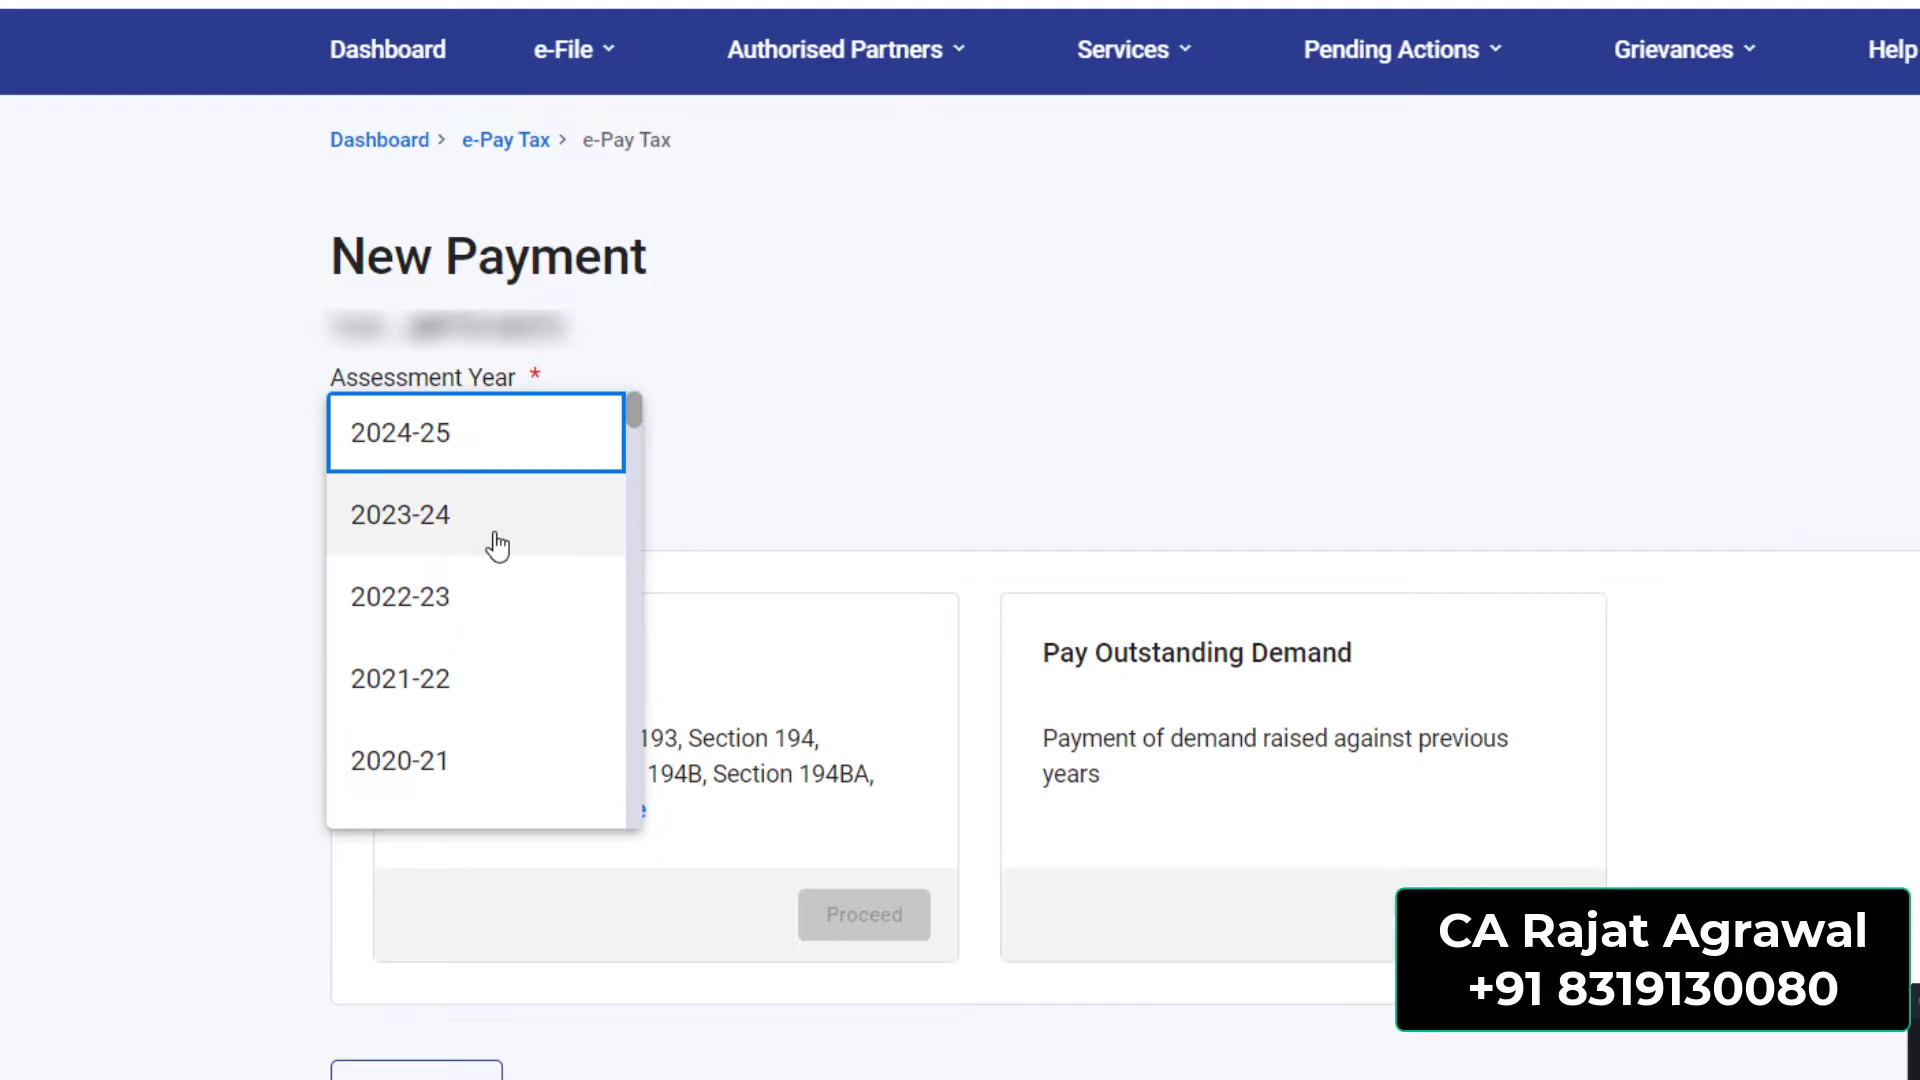 Dashboard e-File Authorised Partners Services Pending Actions Grievances Help
Dashboard > e-Pay Tax > e-Pay Tax
New Payment
Assessment Year *
2024-25
2023-24
2022-23
2021-22
2020-21
193, Section 194,
194B, Section 194BA,
Proceed
Pay Outstanding Demand
Payment of demand raised against previous
years
CA Rajat Agrawal
+91 8319130080